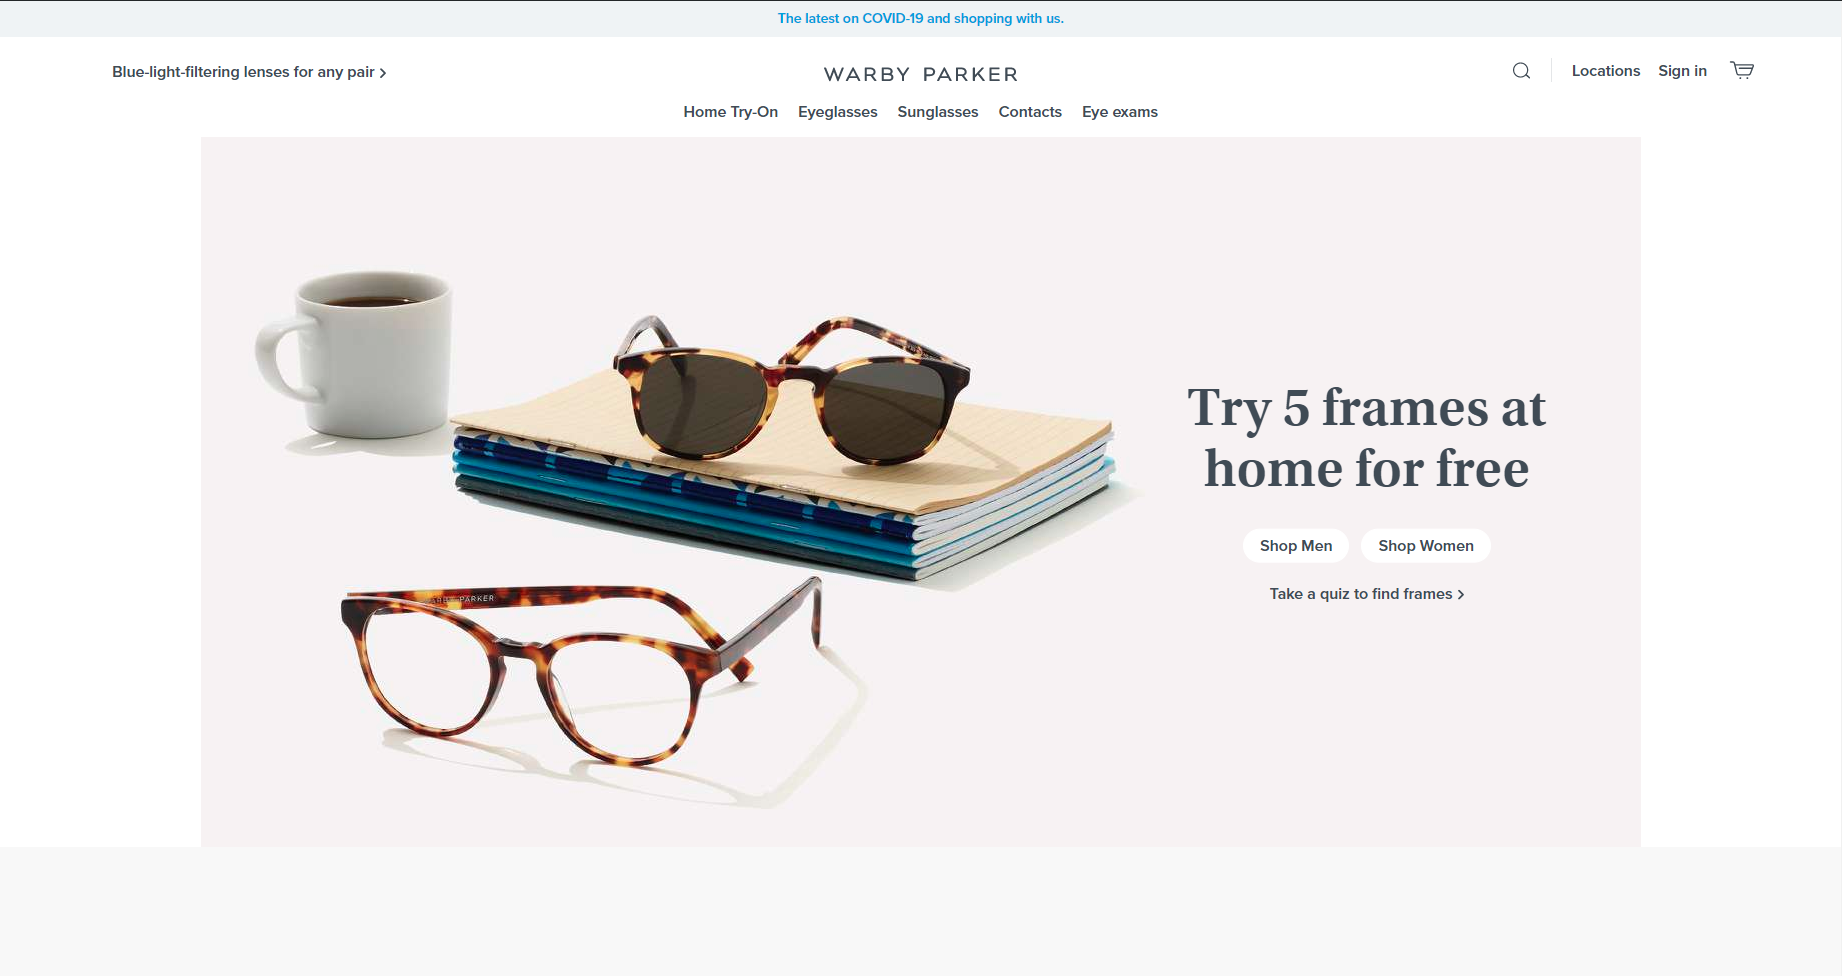 The latest on COVID-19 and shopping with us.
Blue-light-filtering lenses for any pair >
WARBY PARKER
Locations
Sign in
Home Try-On
Eyeglasses
Sunglasses
Contacts
Eye exams
Try 5 frames at
home for free
Shop Men
Shop Women
Take a quiz to find frames >
PARKER